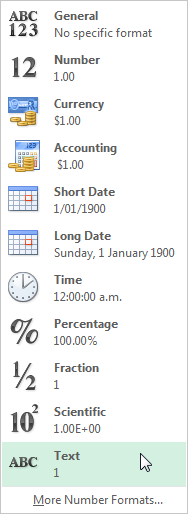 ABC
123
General
No specific format
12
Number
1.00
Currency
$1.00
Accounting
$1.00
Short Date
1/01/1900
Long Date
Sunday, 1 January 1900
Time
12:00:00 a.m.
%
Percentage
100.00%
½
Fraction
1
10²
Scientific
1.00E+00
ABC
Text
1
More Number Formats...